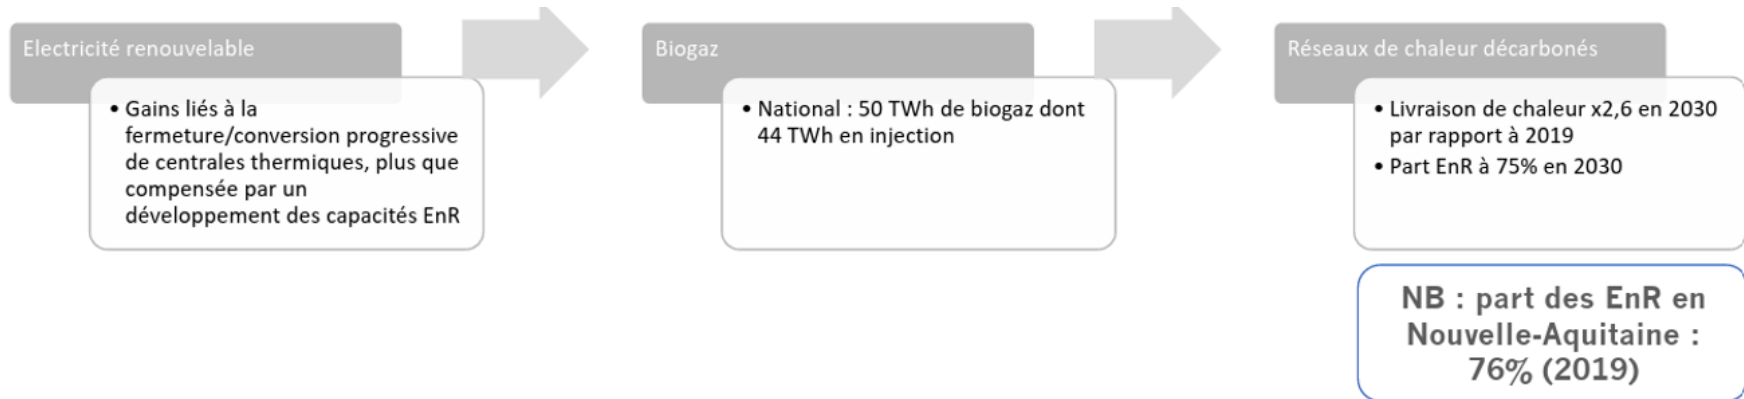 Electricité renouvelable
• Gains liés à la
fermeture/conversion progressive
de centrales thermiques, plus que
compensée par un
développement des capacités EnR
Biogaz
• National : 50 TWh de biogaz dont
44 TWh en injection
Réseaux de chaleur décarbonés
• Livraison de chaleur x2,6 en 2030
par rapport à 2019
• Part EnR à 75% en 2030
NB : part des EnR en
Nouvelle-Aquitaine :
76% (2019)